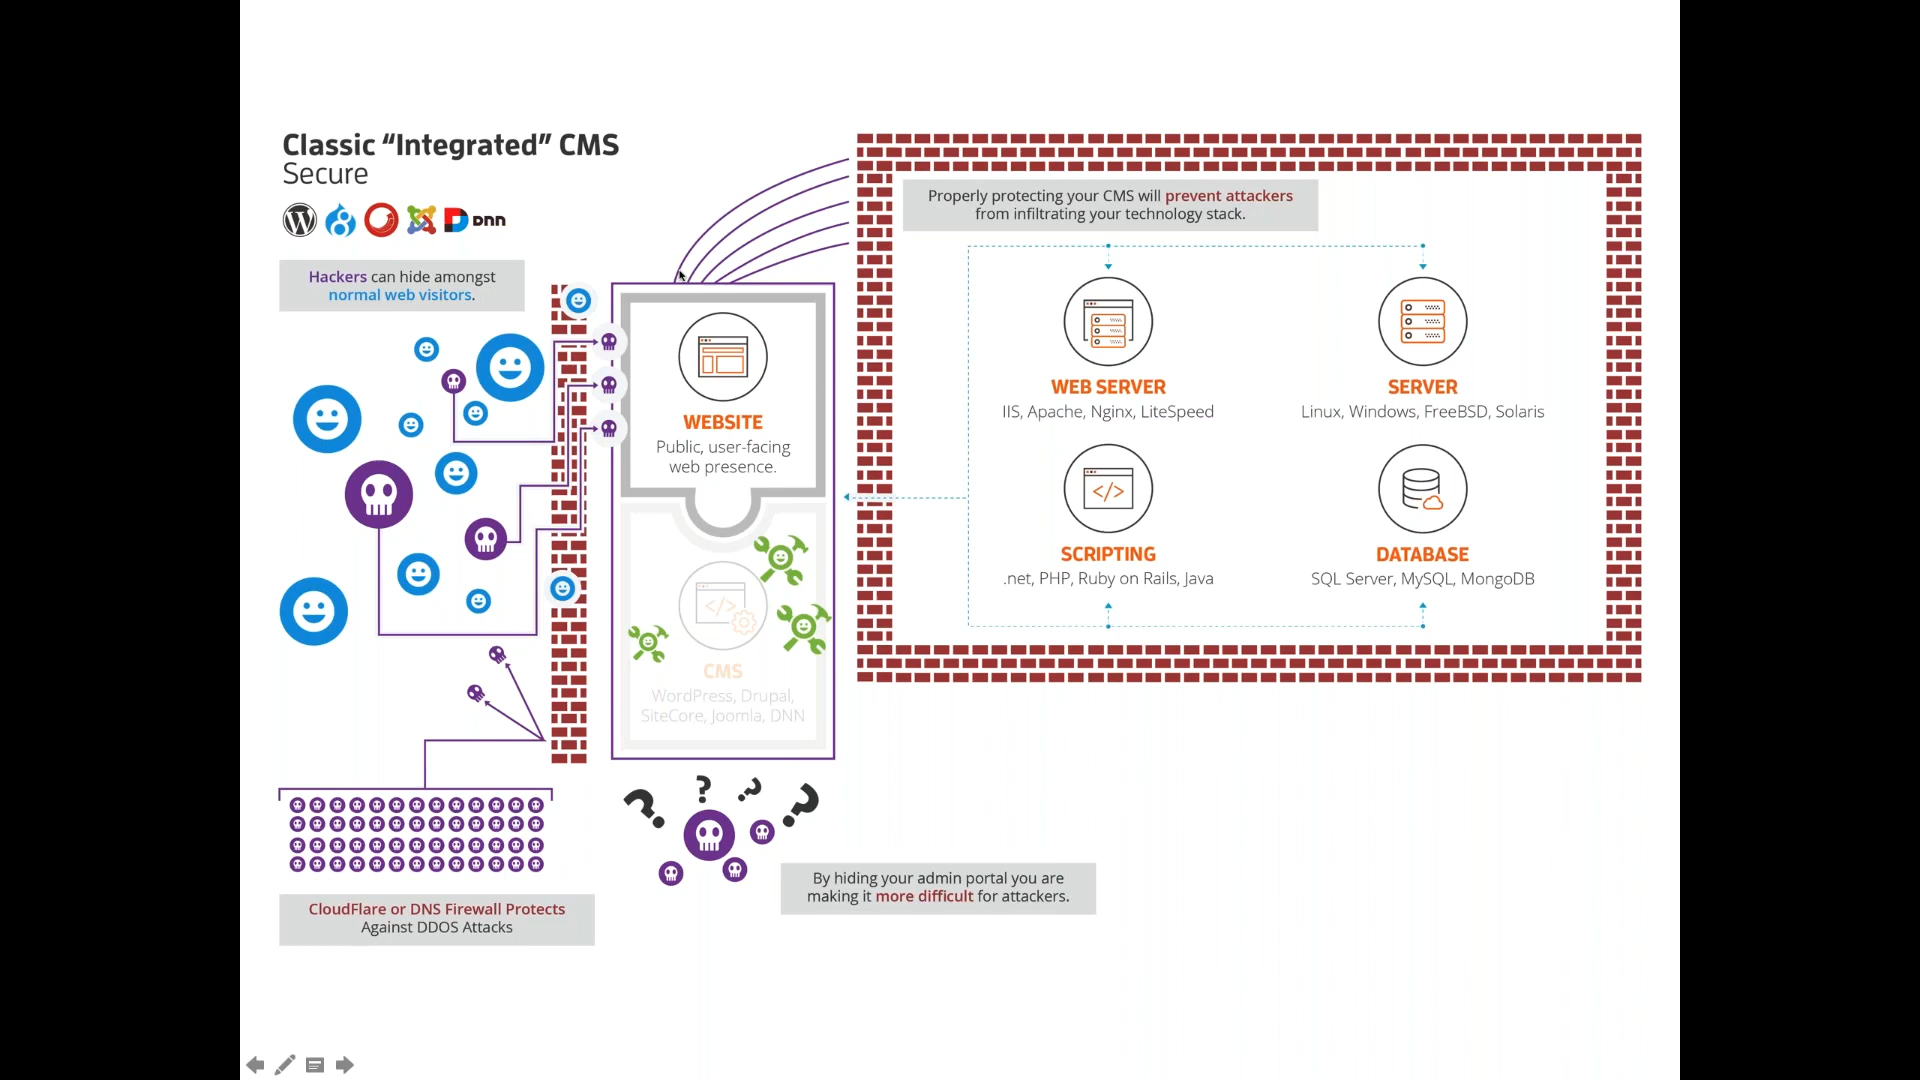 Classic “Integrated” CMS
Secure
DNN
Hackers can hide amongst
normal web visitors.
Properly protecting your CMS will prevent attackers
from infiltrating your technology stack.
WEBSITE
Public, user-facing
web presence.
CMS
WordPress, Drupal,
SiteCore, Joomla, DNN
WEB SERVER
IIS, Apache, Nginx, LiteSpeed
SERVER
Linux, Windows, FreeBSD, Solaris
SCRIPTING
.net, PHP, Ruby on Rails, Java
DATABASE
SQL Server, MySQL, MongoDB
? ? ? ?
By hiding your admin portal you are
making it more difficult for attackers.
CloudFlare or DNS Firewall Protects
Against DDOS Attacks